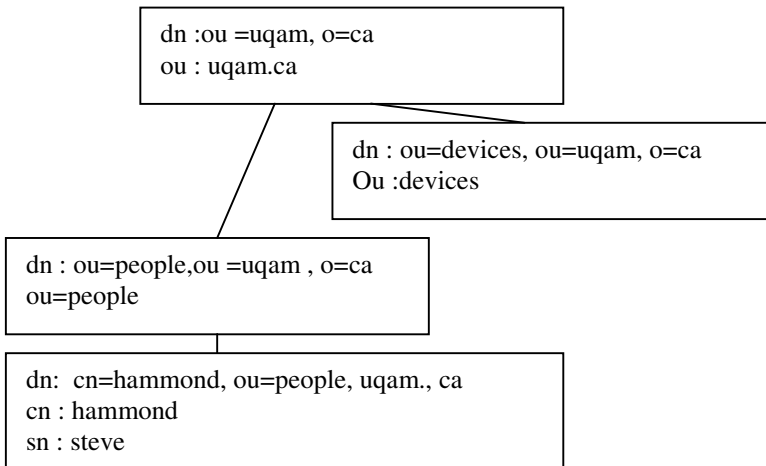 dn :ou =uqam, o=ca
ou : uqam.ca
dn : ou=devices, ou=uqam, o=ca
Ou :devices
dn : ou=people,ou =uqam , o=ca
ou=people
dn:  cn=hammond, ou=people, uqam., ca
cn : hammond
sn : steve